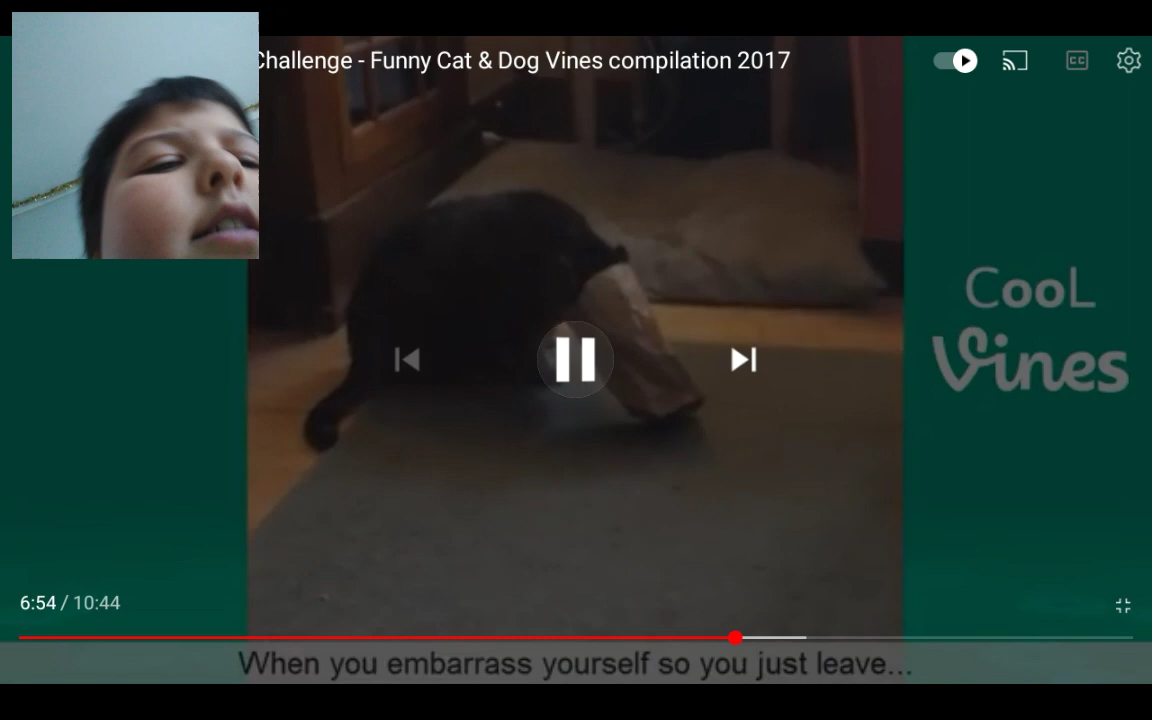 Challenge - Funny Cat & Dog Vines compilation 2017
CC
CooL
Vines
6:54 / 10:44
When you embarrass yourself so you just leave...